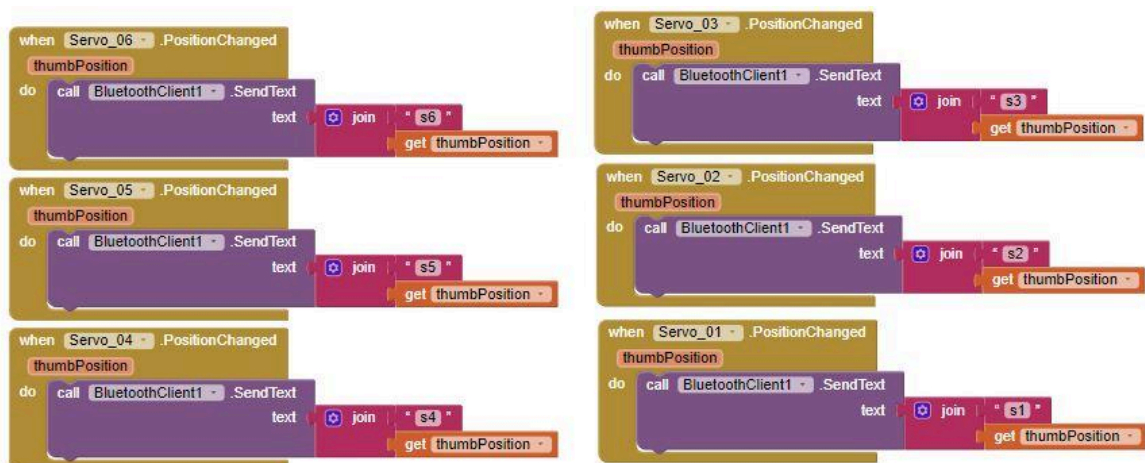 when Servo_06 .PositionChanged
thumbPosition
do call BluetoothClient1 .SendText
text join " s6 "
get thumbPosition
when Servo_05 .PositionChanged
thumbPosition
do call BluetoothClient1 .SendText
text join " s5 "
get thumbPosition
when Servo_04 .PositionChanged
thumbPosition
do call BluetoothClient1 .SendText
text join " s4 "
get thumbPosition
when Servo_03 .PositionChanged
thumbPosition
do call BluetoothClient1 .SendText
text join " s3 "
get thumbPosition
when Servo_02 .PositionChanged
thumbPosition
do call BluetoothClient1 .SendText
text join " s2 "
get thumbPosition
when Servo_01 .PositionChanged
thumbPosition
do call BluetoothClient1 .SendText
text join " s1 "
get thumbPosition